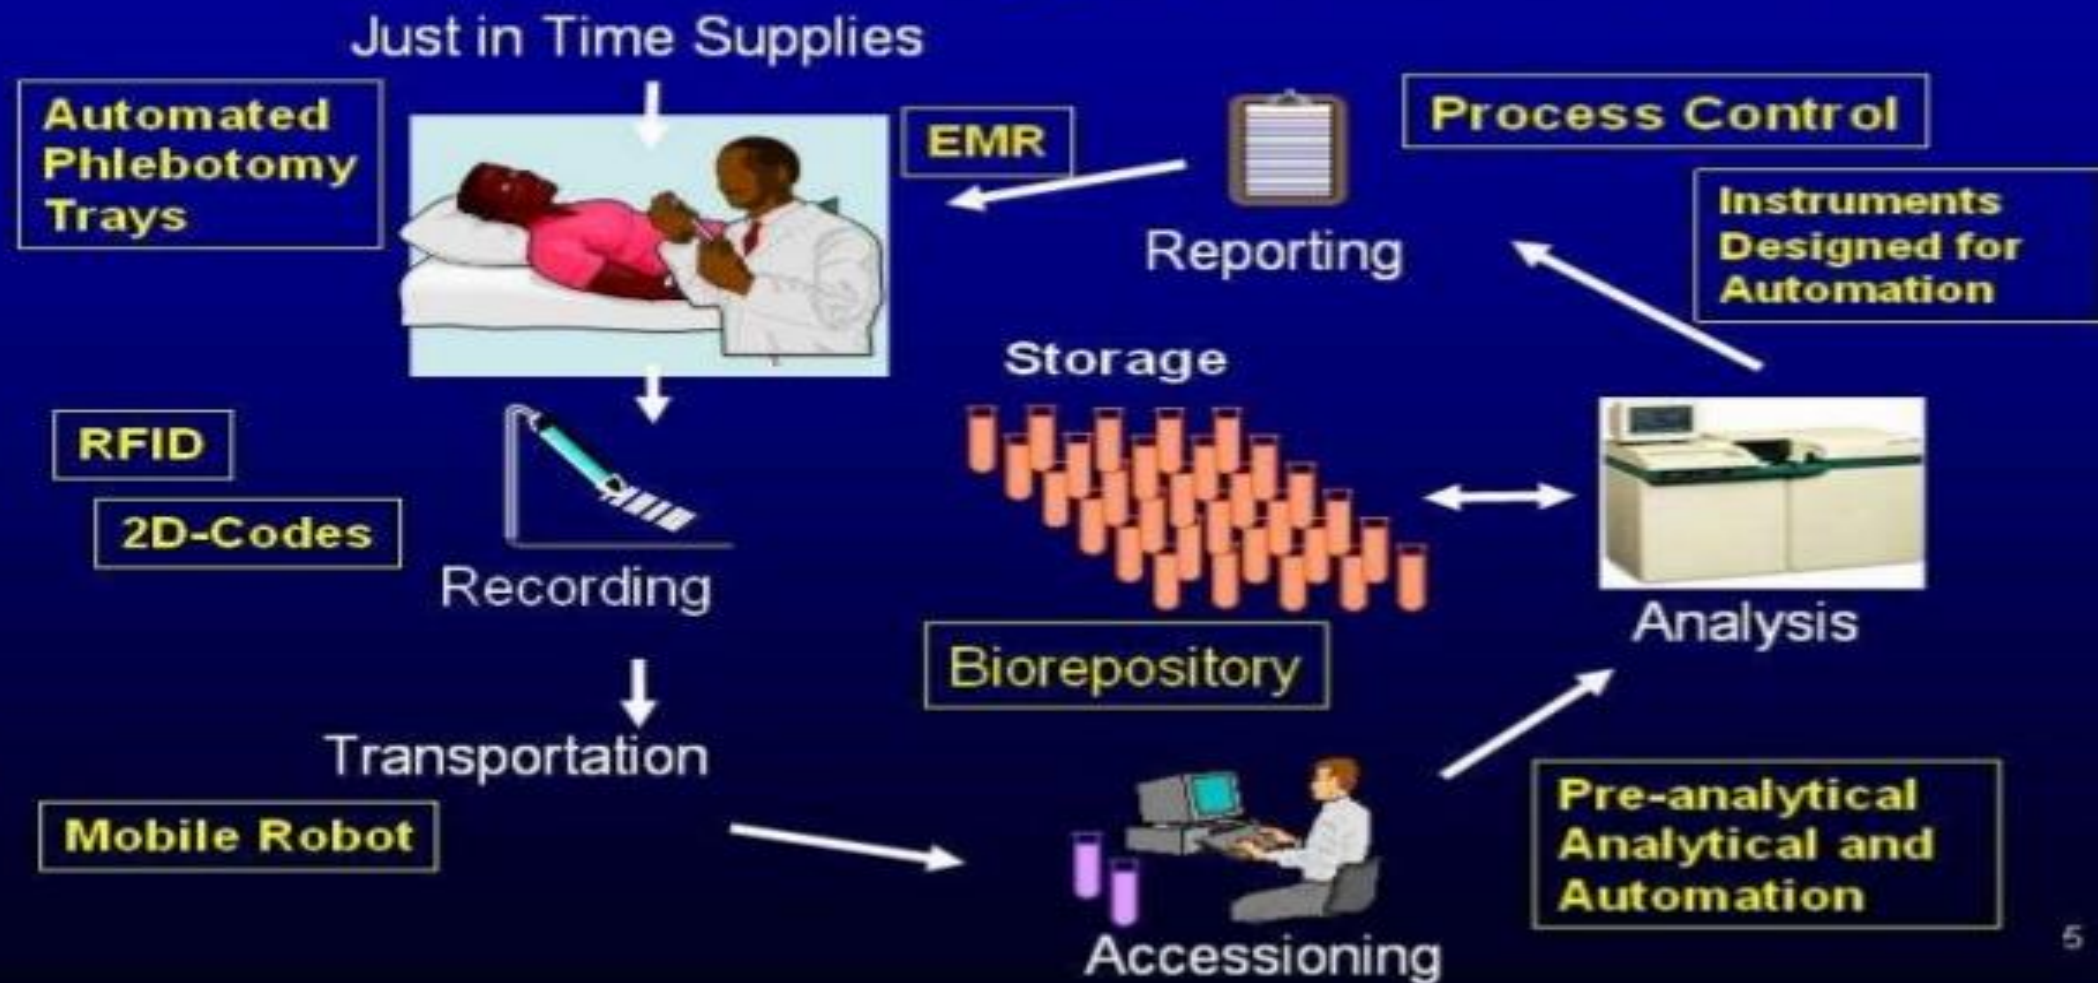 Just in Time Supplies
Automated
Phlebotomy
Trays
EMR
Process Control
Instruments
Designed for
Automation
Reporting
Storage
RFID
2D-Codes
Recording
Analysis
Biorepository
Transportation
Mobile Robot
Pre-analytical
Analytical and
Automation
Accessioning
5